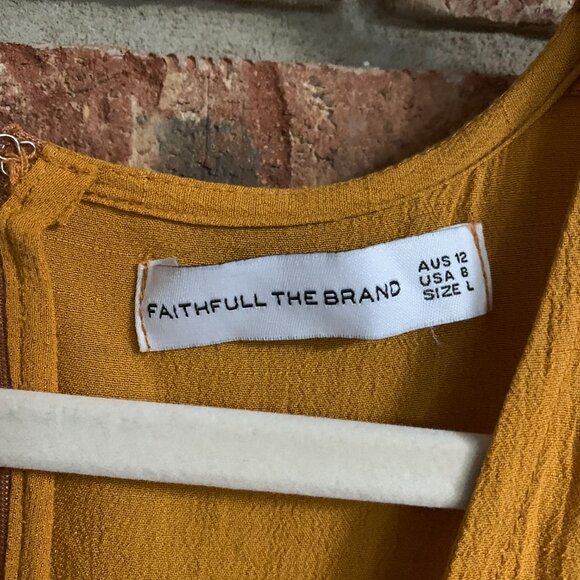 FAITHFULL THE BRAND
AUS 12
USA 8
SIZE L